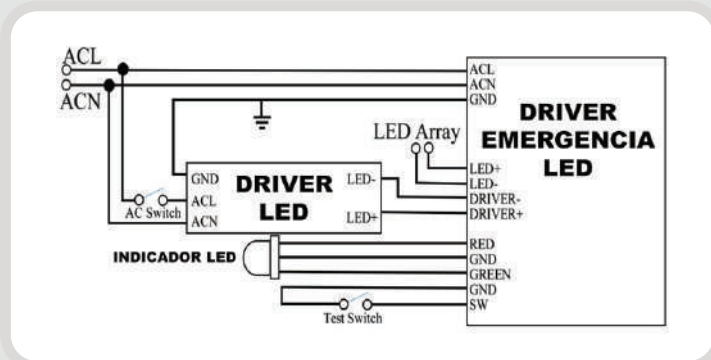 ACL
ACN
ACL
ACN
GND
DRIVER
EMERGENCIA
LED
LED Array
LED+
LED-
DRIVER-
DRIVER+
GND
ACL
ACN
DRIVER
LED
LED-
LED+
AC Switch
INDICADOR LED
RED
GND
GREEN
GND
SW
Test Switch